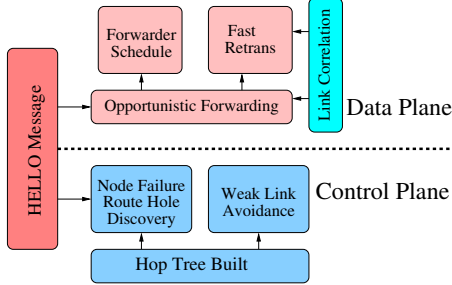 Forwarder
Schedule
Fast
Retrans
Link Correlation
HELLO Message
Opportunistic Forwarding
Data Plane
Node Failure
Route Hole
Discovery
Weak Link
Avoidance
Control Plane
Hop Tree Built